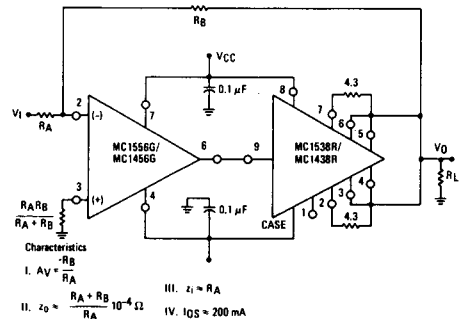 RB
VCC
8
0.1 µF
4.3
7
6
5
VI
RA
2
(-)
7
MC1556G/
MC1456G
6
9
MC1538R/
MC1438R
VO
RL
3
(+)
4
4
3
2
1
4.3
CASE
0.1 µF
RARB
RA + RB
Characteristics
I. AV = -RB
RA
II. zo ≈ RA + RB 10-4 Ω
RA
III. zi ≈ RA
IV. IOS ≈ 200 mA